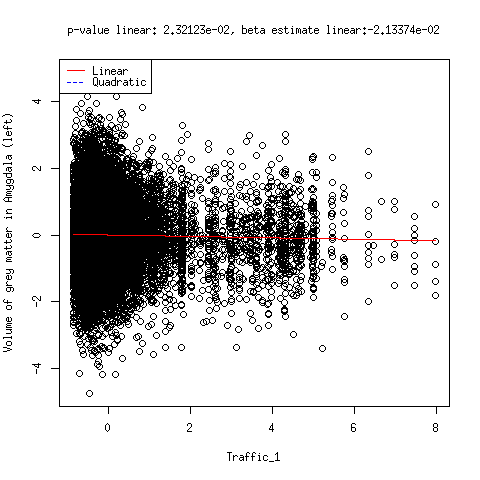 p-value linear: 2.32123e-02, beta estimate linear:-2.13374e-02
Linear
Quadratic
Volume of grey matter in Amygdala (left)
4
2
0
-2
-4
0 2 4 6 8
Traffic_1